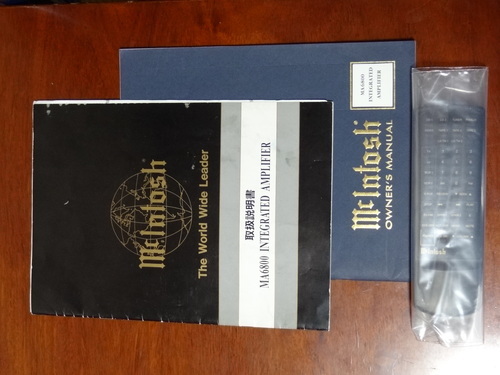 McIntosh
The World Wide Leader
取扱説明書
MA6800 INTEGRATED AMPLIFIER
MA6800
INTEGRATED
AMPLIFIER
McIntosh
OWNER'S MANUAL
McIntosh